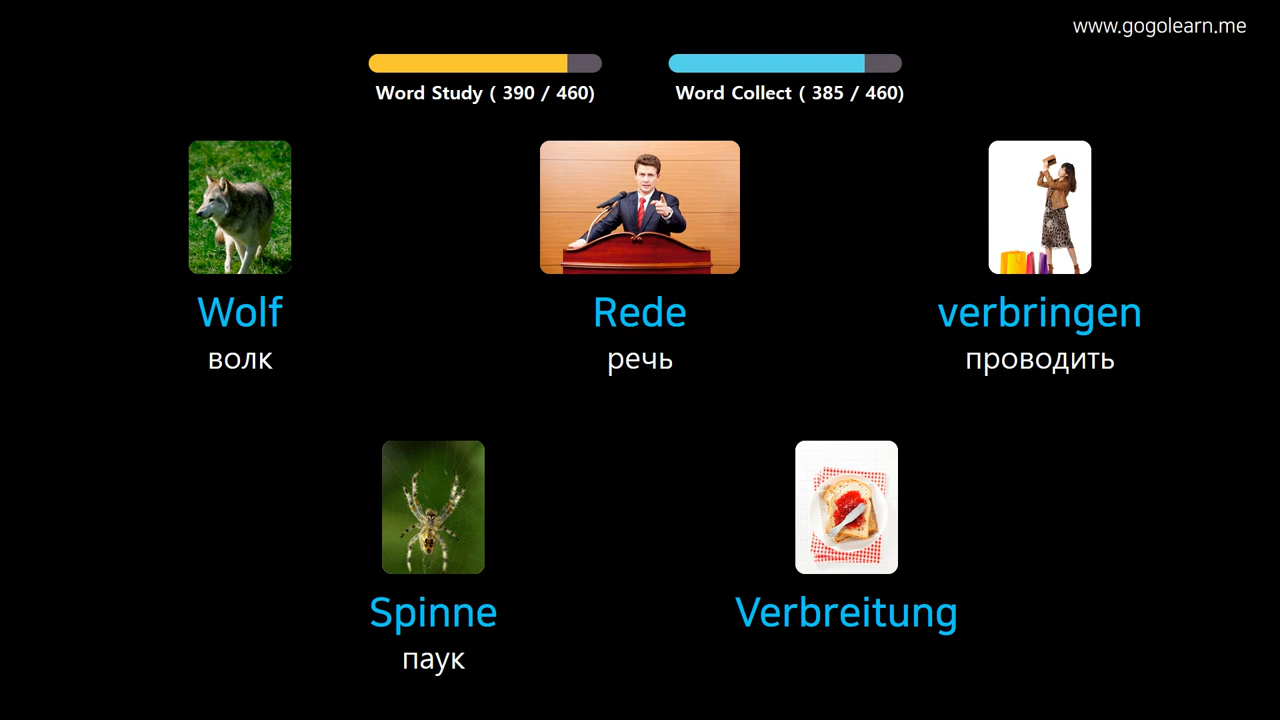 www.gogolearn.me
Word Study ( 390 / 460)
Word Collect ( 385 / 460)
Wolf
волк
Rede
речь
verbringen
проводить
Spinne
паук
Verbreitung